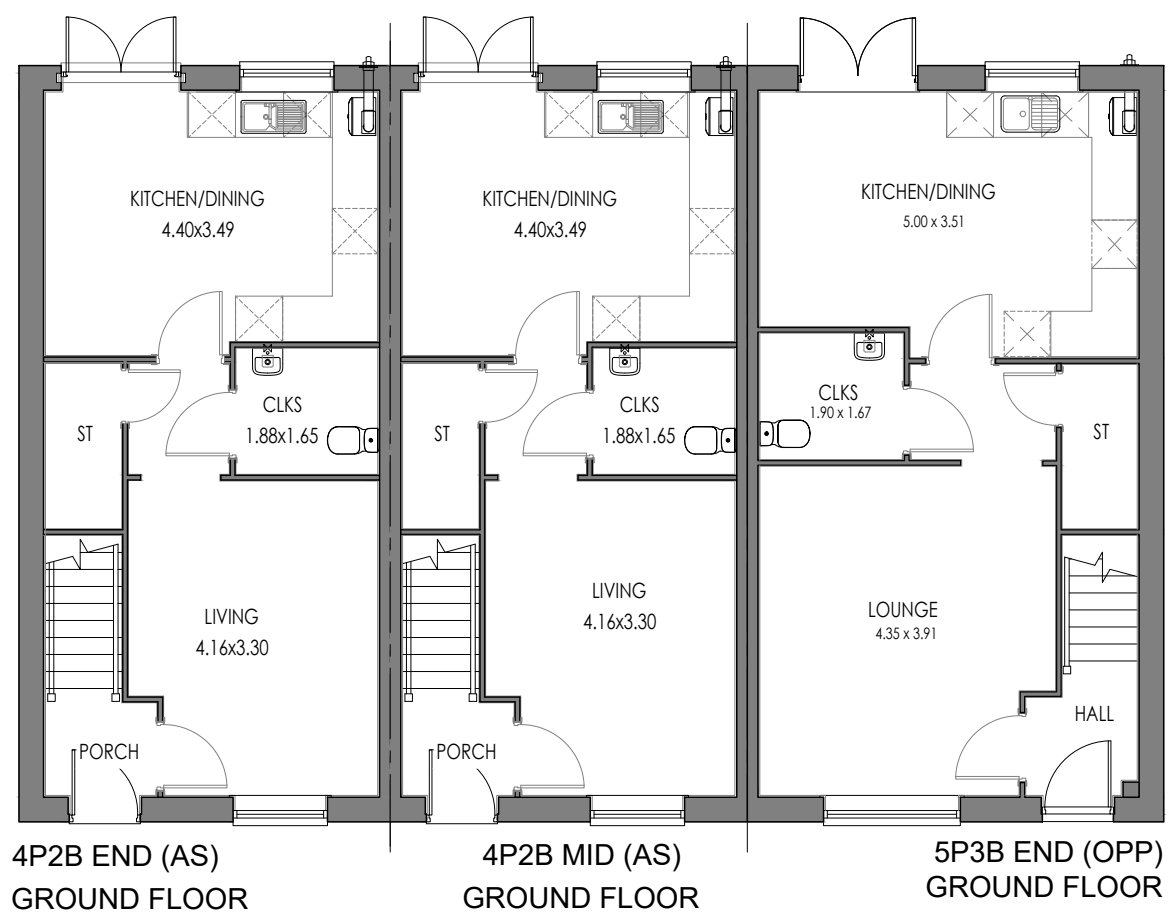 KITCHEN/DINING
4.40x3.49
ST
CLKS
1.88x1.65
LIVING
4.16x3.30
PORCH
4P2B END (AS)
GROUND FLOOR
KITCHEN/DINING
4.40x3.49
ST
CLKS
1.88x1.65
LIVING
4.16x3.30
PORCH
4P2B MID (AS)
GROUND FLOOR
KITCHEN/DINING
5.00 x 3.51
CLKS
1.90 x 1.67
ST
LOUNGE
4.35 x 3.91
HALL
5P3B END (OPP)
GROUND FLOOR